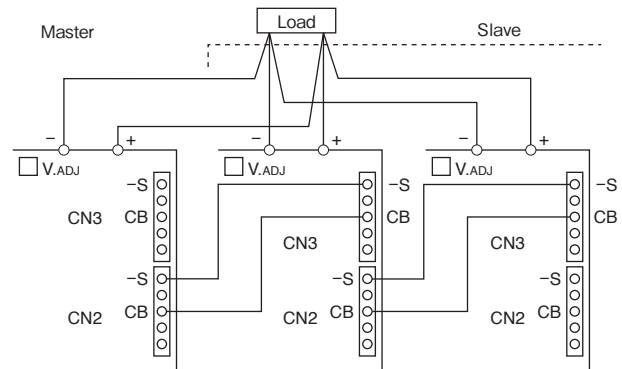 Load
Master
Slave
− + − + − +
V.ADJ V.ADJ V.ADJ
−S −S −S
CN3 CB CN3 CB CN3 CB
−S −S −S
CN2 CB CN2 CB CN2 CB